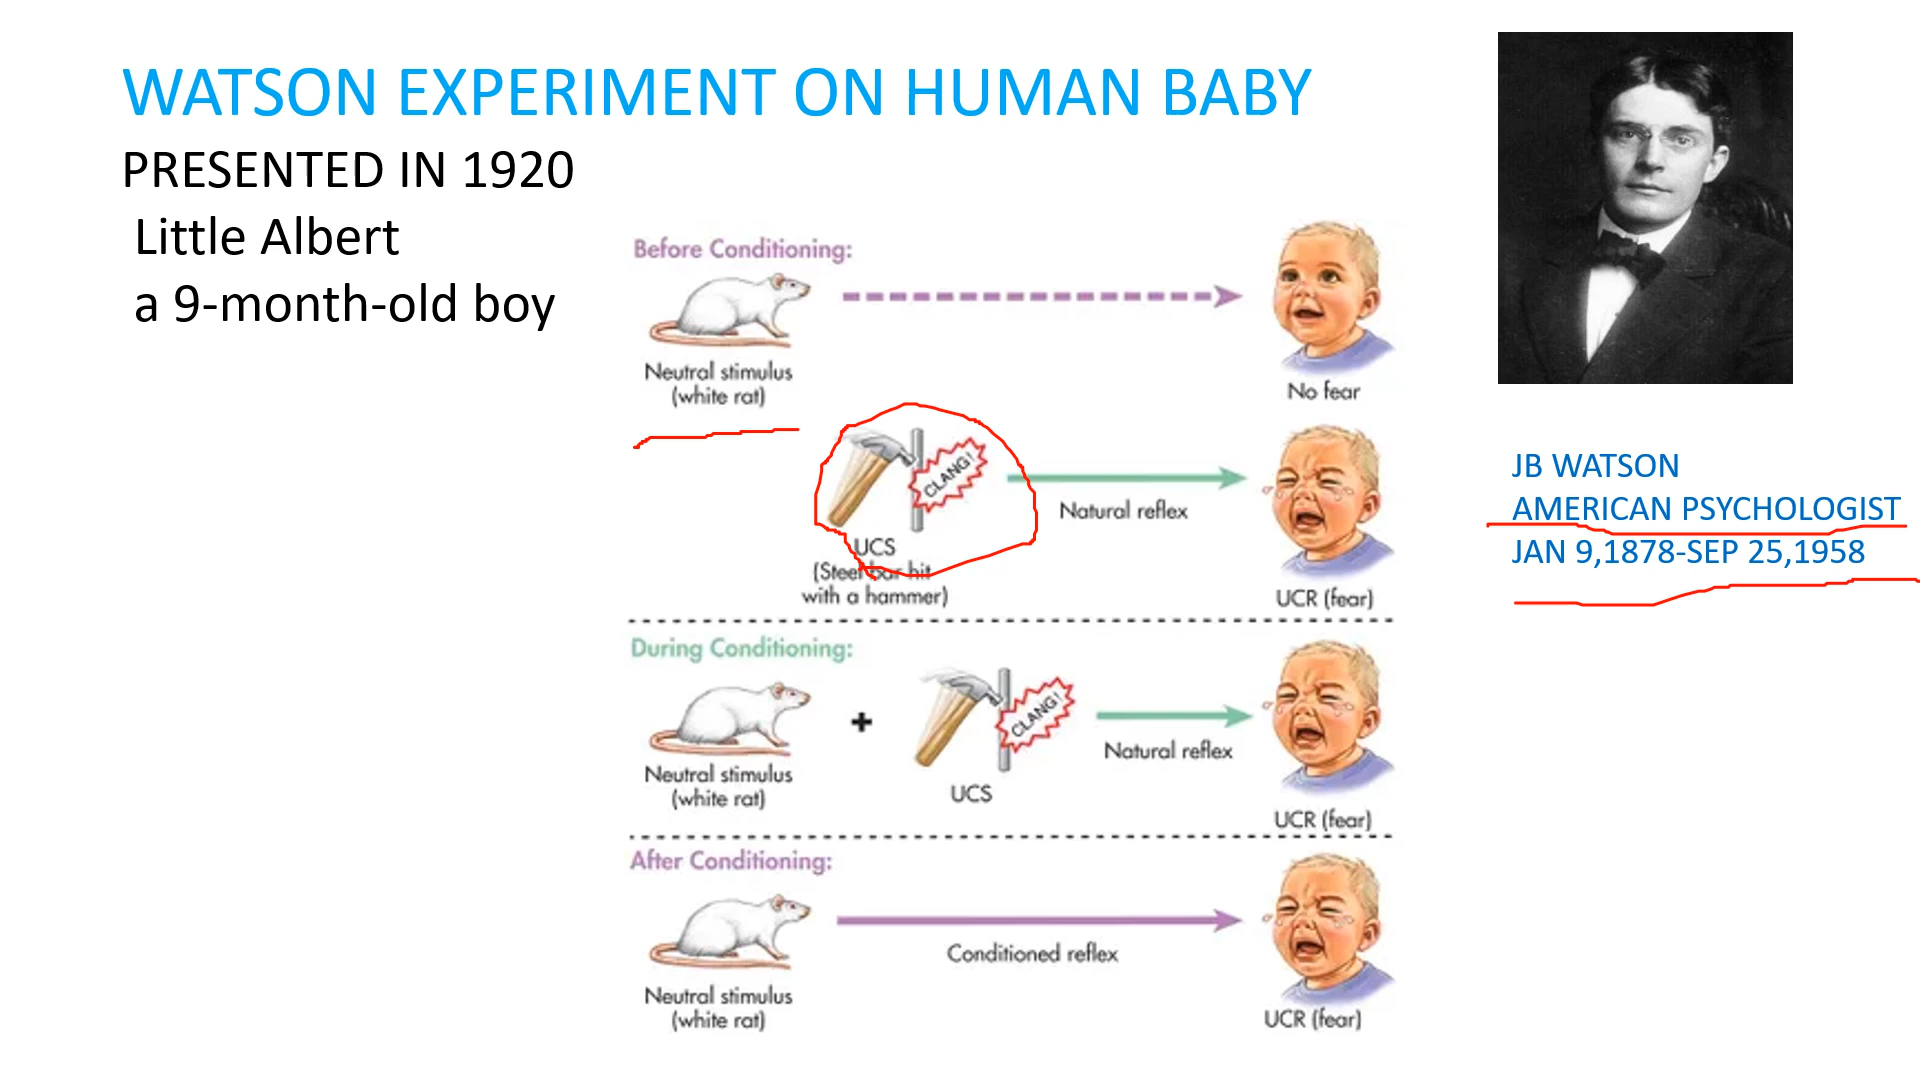 WATSON EXPERIMENT ON HUMAN BABY
PRESENTED IN 1920
Little Albert
a 9-month-old boy
Before Conditioning:
Neutral stimulus
(white rat)
No fear
CLANG!
UCS
(Steel bar hit
with a hammer)
Natural reflex
UCR (fear)
During Conditioning:
Neutral stimulus
(white rat)
+
CLANG!
UCS
Natural reflex
UCR (fear)
After Conditioning:
Neutral stimulus
(white rat)
Conditioned reflex
UCR (fear)
JB WATSON
AMERICAN PSYCHOLOGIST
JAN 9,1878-SEP 25,1958